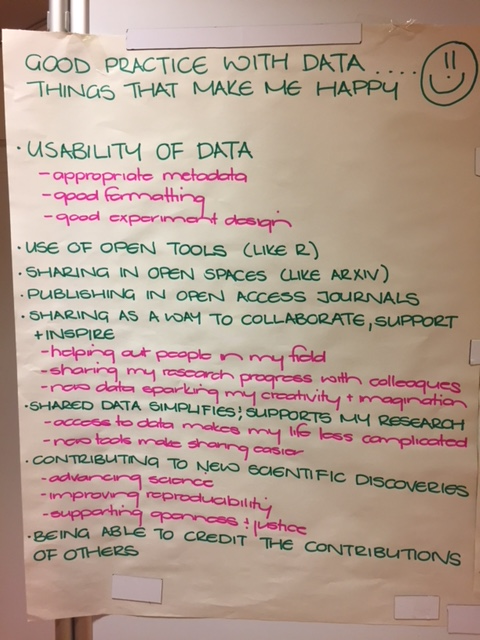 GOOD PRACTICE WITH DATA ....
THINGS THAT MAKE ME HAPPY
· USABILITY OF DATA
- appropriate metadata
- good formatting
- good experiment design
· USE OF OPEN TOOLS (LIKE R)
· SHARING IN OPEN SPACES (LIKE ARXIV)
· PUBLISHING IN OPEN ACCESS JOURNALS
· SHARING AS A WAY TO COLLABORATE, SUPPORT
+ INSPIRE
- helping out people in my field
- sharing my research progress with colleagues
- new data sparking my creativity + imagination
· SHARED DATA SIMPLIFIES + SUPPORTS MY RESEARCH
- access to data makes my life less complicated
- new tools make sharing easier
· CONTRIBUTING TO NEW SCIENTIFIC DISCOVERIES
- advancing science
- improving reproducability
- supporting openness + justice
· BEING ABLE TO CREDIT THE CONTRIBUTIONS
OF OTHERS